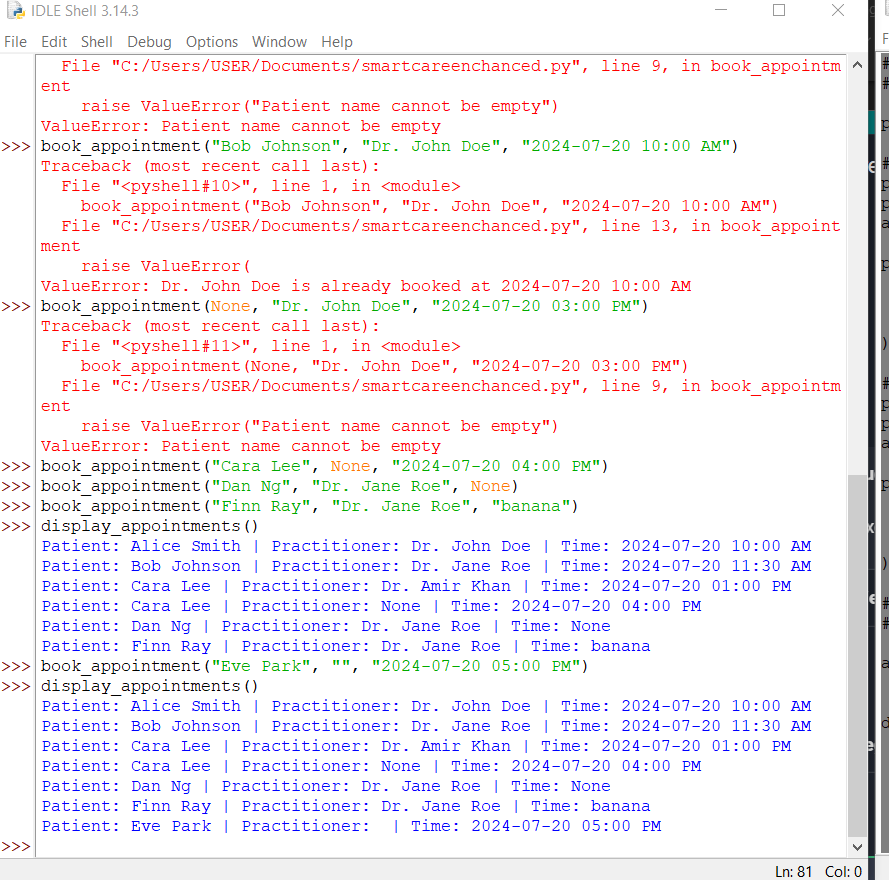 IDLE Shell 3.14.3
File Edit Shell Debug Options Window Help
File "C:/Users/USER/Documents/smartcareenchanced.py", line 9, in book_appointm
ent
raise ValueError("Patient name cannot be empty")
ValueError: Patient name cannot be empty
>>> book_appointment("Bob Johnson", "Dr. John Doe", "2024-07-20 10:00 AM")
Traceback (most recent call last):
File "<pyshell#10>", line 1, in <module>
book_appointment("Bob Johnson", "Dr. John Doe", "2024-07-20 10:00 AM")
File "C:/Users/USER/Documents/smartcareenchanced.py", line 13, in book_appoint
ment
raise ValueError(
ValueError: Dr. John Doe is already booked at 2024-07-20 10:00 AM
>>> book_appointment(None, "Dr. John Doe", "2024-07-20 03:00 PM")
Traceback (most recent call last):
File "<pyshell#11>", line 1, in <module>
book_appointment(None, "Dr. John Doe", "2024-07-20 03:00 PM")
File "C:/Users/USER/Documents/smartcareenchanced.py", line 9, in book_appointm
ent
raise ValueError("Patient name cannot be empty")
ValueError: Patient name cannot be empty
>>> book_appointment("Cara Lee", None, "2024-07-20 04:00 PM")
>>> book_appointment("Dan Ng", "Dr. Jane Roe", None)
>>> book_appointment("Finn Ray", "Dr. Jane Roe", "banana")
>>> display_appointments()
Patient: Alice Smith | Practitioner: Dr. John Doe | Time: 2024-07-20 10:00 AM
Patient: Bob Johnson | Practitioner: Dr. Jane Roe | Time: 2024-07-20 11:30 AM
Patient: Cara Lee | Practitioner: Dr. Amir Khan | Time: 2024-07-20 01:00 PM
Patient: Cara Lee | Practitioner: None | Time: 2024-07-20 04:00 PM
Patient: Dan Ng | Practitioner: Dr. Jane Roe | Time: None
Patient: Finn Ray | Practitioner: Dr. Jane Roe | Time: banana
>>> book_appointment("Eve Park", "", "2024-07-20 05:00 PM")
>>> display_appointments()
Patient: Alice Smith | Practitioner: Dr. John Doe | Time: 2024-07-20 10:00 AM
Patient: Bob Johnson | Practitioner: Dr. Jane Roe | Time: 2024-07-20 11:30 AM
Patient: Cara Lee | Practitioner: Dr. Amir Khan | Time: 2024-07-20 01:00 PM
Patient: Cara Lee | Practitioner: None | Time: 2024-07-20 04:00 PM
Patient: Dan Ng | Practitioner: Dr. Jane Roe | Time: None
Patient: Finn Ray | Practitioner: Dr. Jane Roe | Time: banana
Patient: Eve Park | Practitioner:  | Time: 2024-07-20 05:00 PM
>>>
Ln: 81 Col: 0